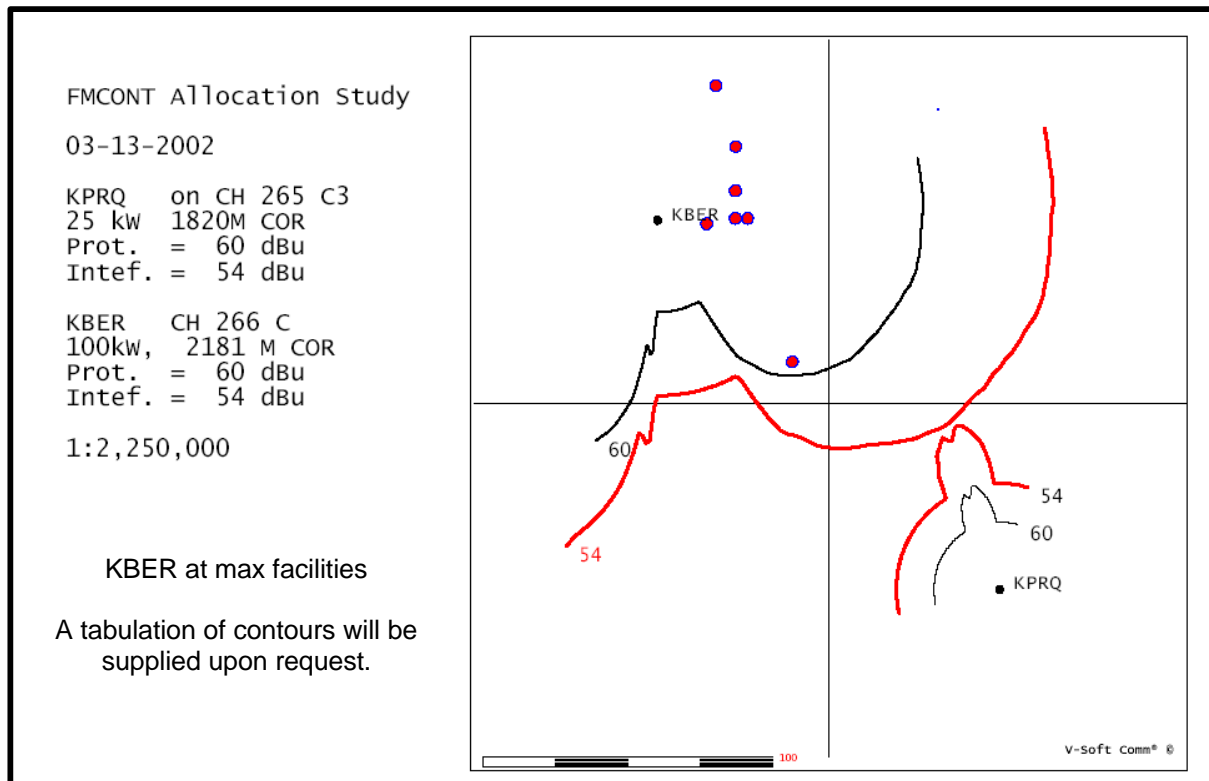 FMCONT Allocation Study
03-13-2002
KPRQ on CH 265 C3
25 kW 1820M COR
Prot. = 60 dBu
Intef. = 54 dBu
KBER CH 266 C
100kW, 2181 M COR
Prot. = 60 dBu
Intef. = 54 dBu
1:2,250,000
KBER at max facilities
A tabulation of contours will be
supplied upon request.
KBER
60
54
54
60
KPRQ
V-Soft Comm® ©
100